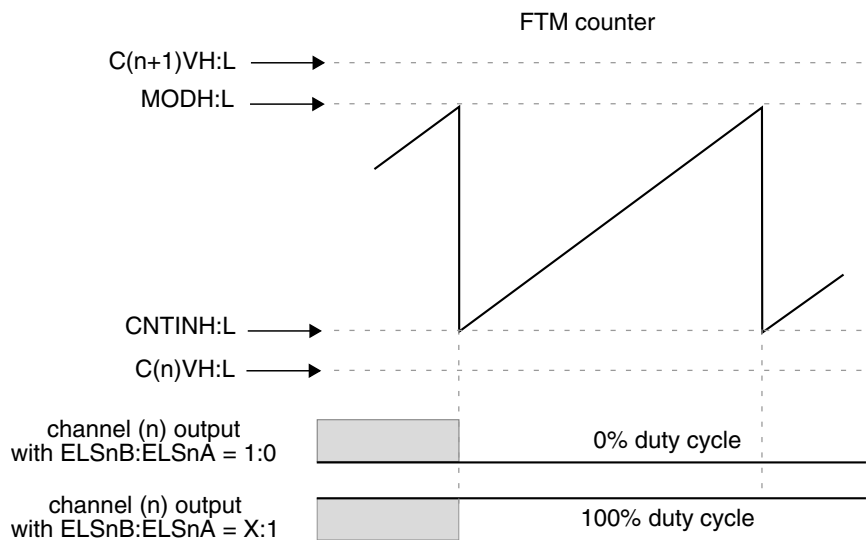 FTM counter
C(n+1)VH:L
MODH:L
CNTINH:L
C(n)VH:L
channel (n) output
with ELSnB:ELSnA = 1:0
0% duty cycle
channel (n) output
with ELSnB:ELSnA = X:1
100% duty cycle